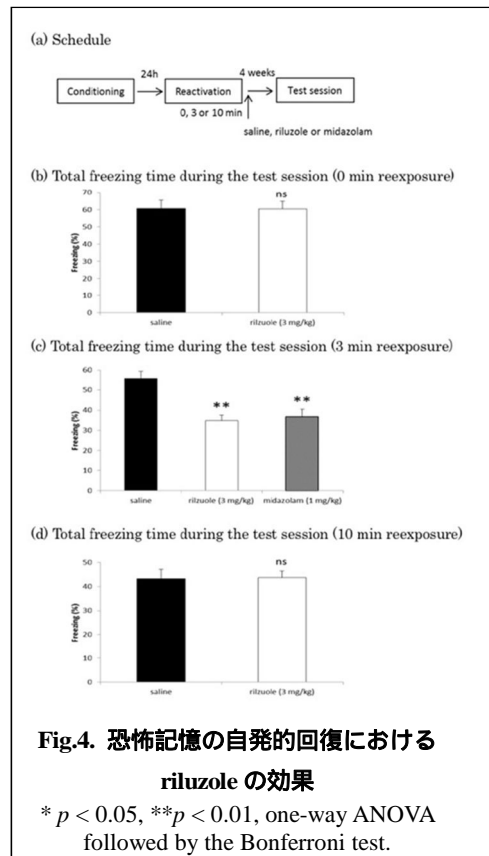 (a) Schedule
24h
4 weeks
Conditioning
Reactivation
Test session
0, 3 or 10 min
saline, riluzole or midazolam
(b) Total freezing time during the test session (0 min reexposure)
70
60
50
40
30
20
10
0
Freezing (%)
ns
saline
rilzuole (3 mg/kg)
(c) Total freezing time during the test session (3 min reexposure)
60
50
40
30
20
10
0
Freezing (%)
**
**
saline
rilzuole (3 mg/kg)
midazolam (1 mg/kg)
(d) Total freezing time during the test session (10 min reexposure)
50
40
30
20
10
0
Freezing (%)
ns
saline
rilzuole (3 mg/kg)
Fig.4. 恐怖記憶の自発的回復における
riluzole の効果
* p < 0.05, **p < 0.01, one-way ANOVA
followed by the Bonferroni test.